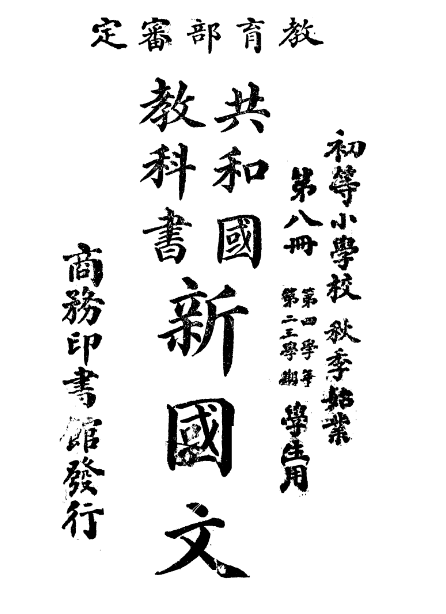 教育部審定
初等小學校 秋季始業
第八冊
第四學年
第二三學期
學生用
共和國
教科書
新國文
商務印書館發行